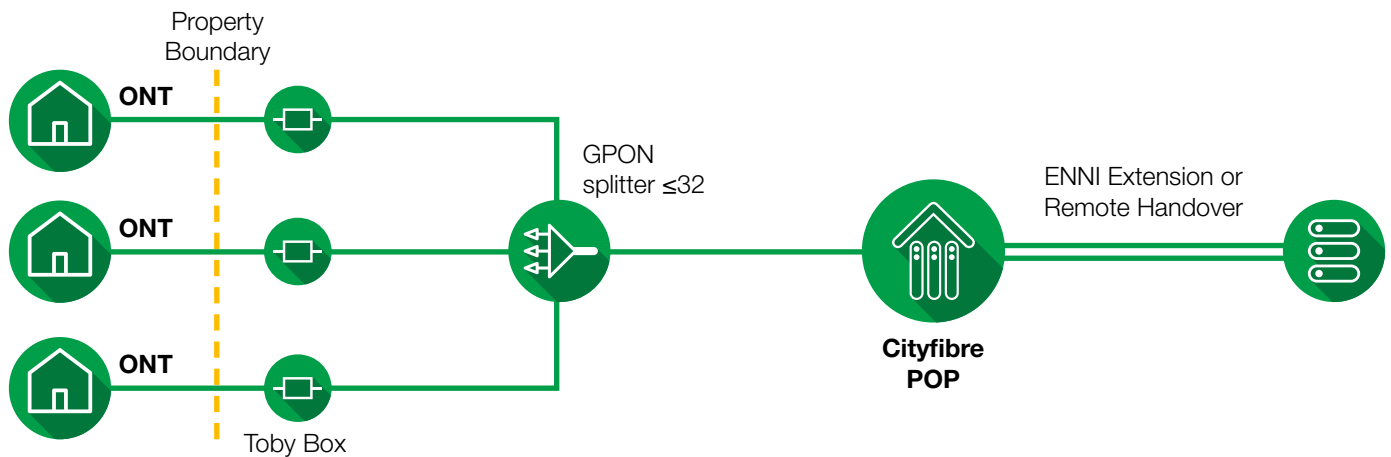 Property
Boundary
ONT
ONT
ONT
Toby Box
GPON
splitter ≤32
Cityfibre
POP
ENNI Extension or
Remote Handover